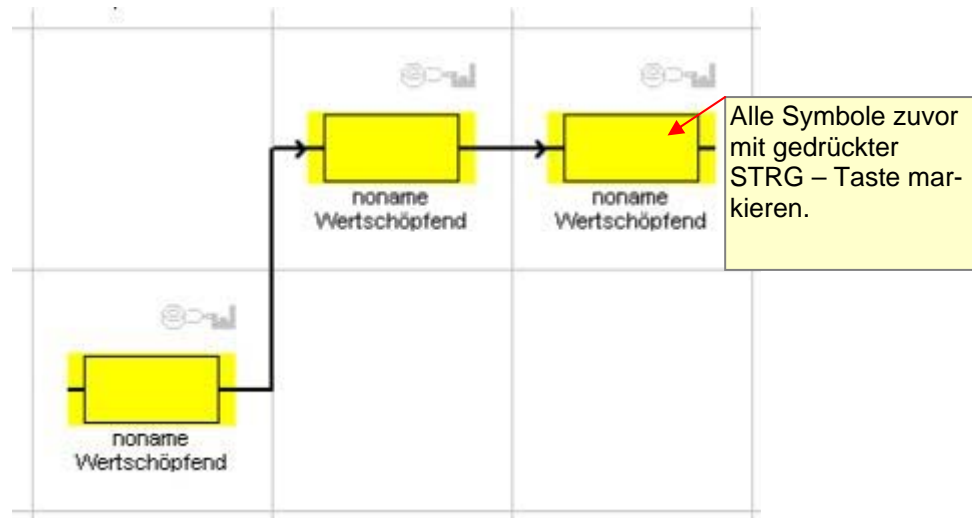 Alle Symbole zuvor
mit gedrückter
STRG – Taste mar-
kieren.
noname
Wertschöpfend
noname
Wertschöpfend
noname
Wertschöpfend